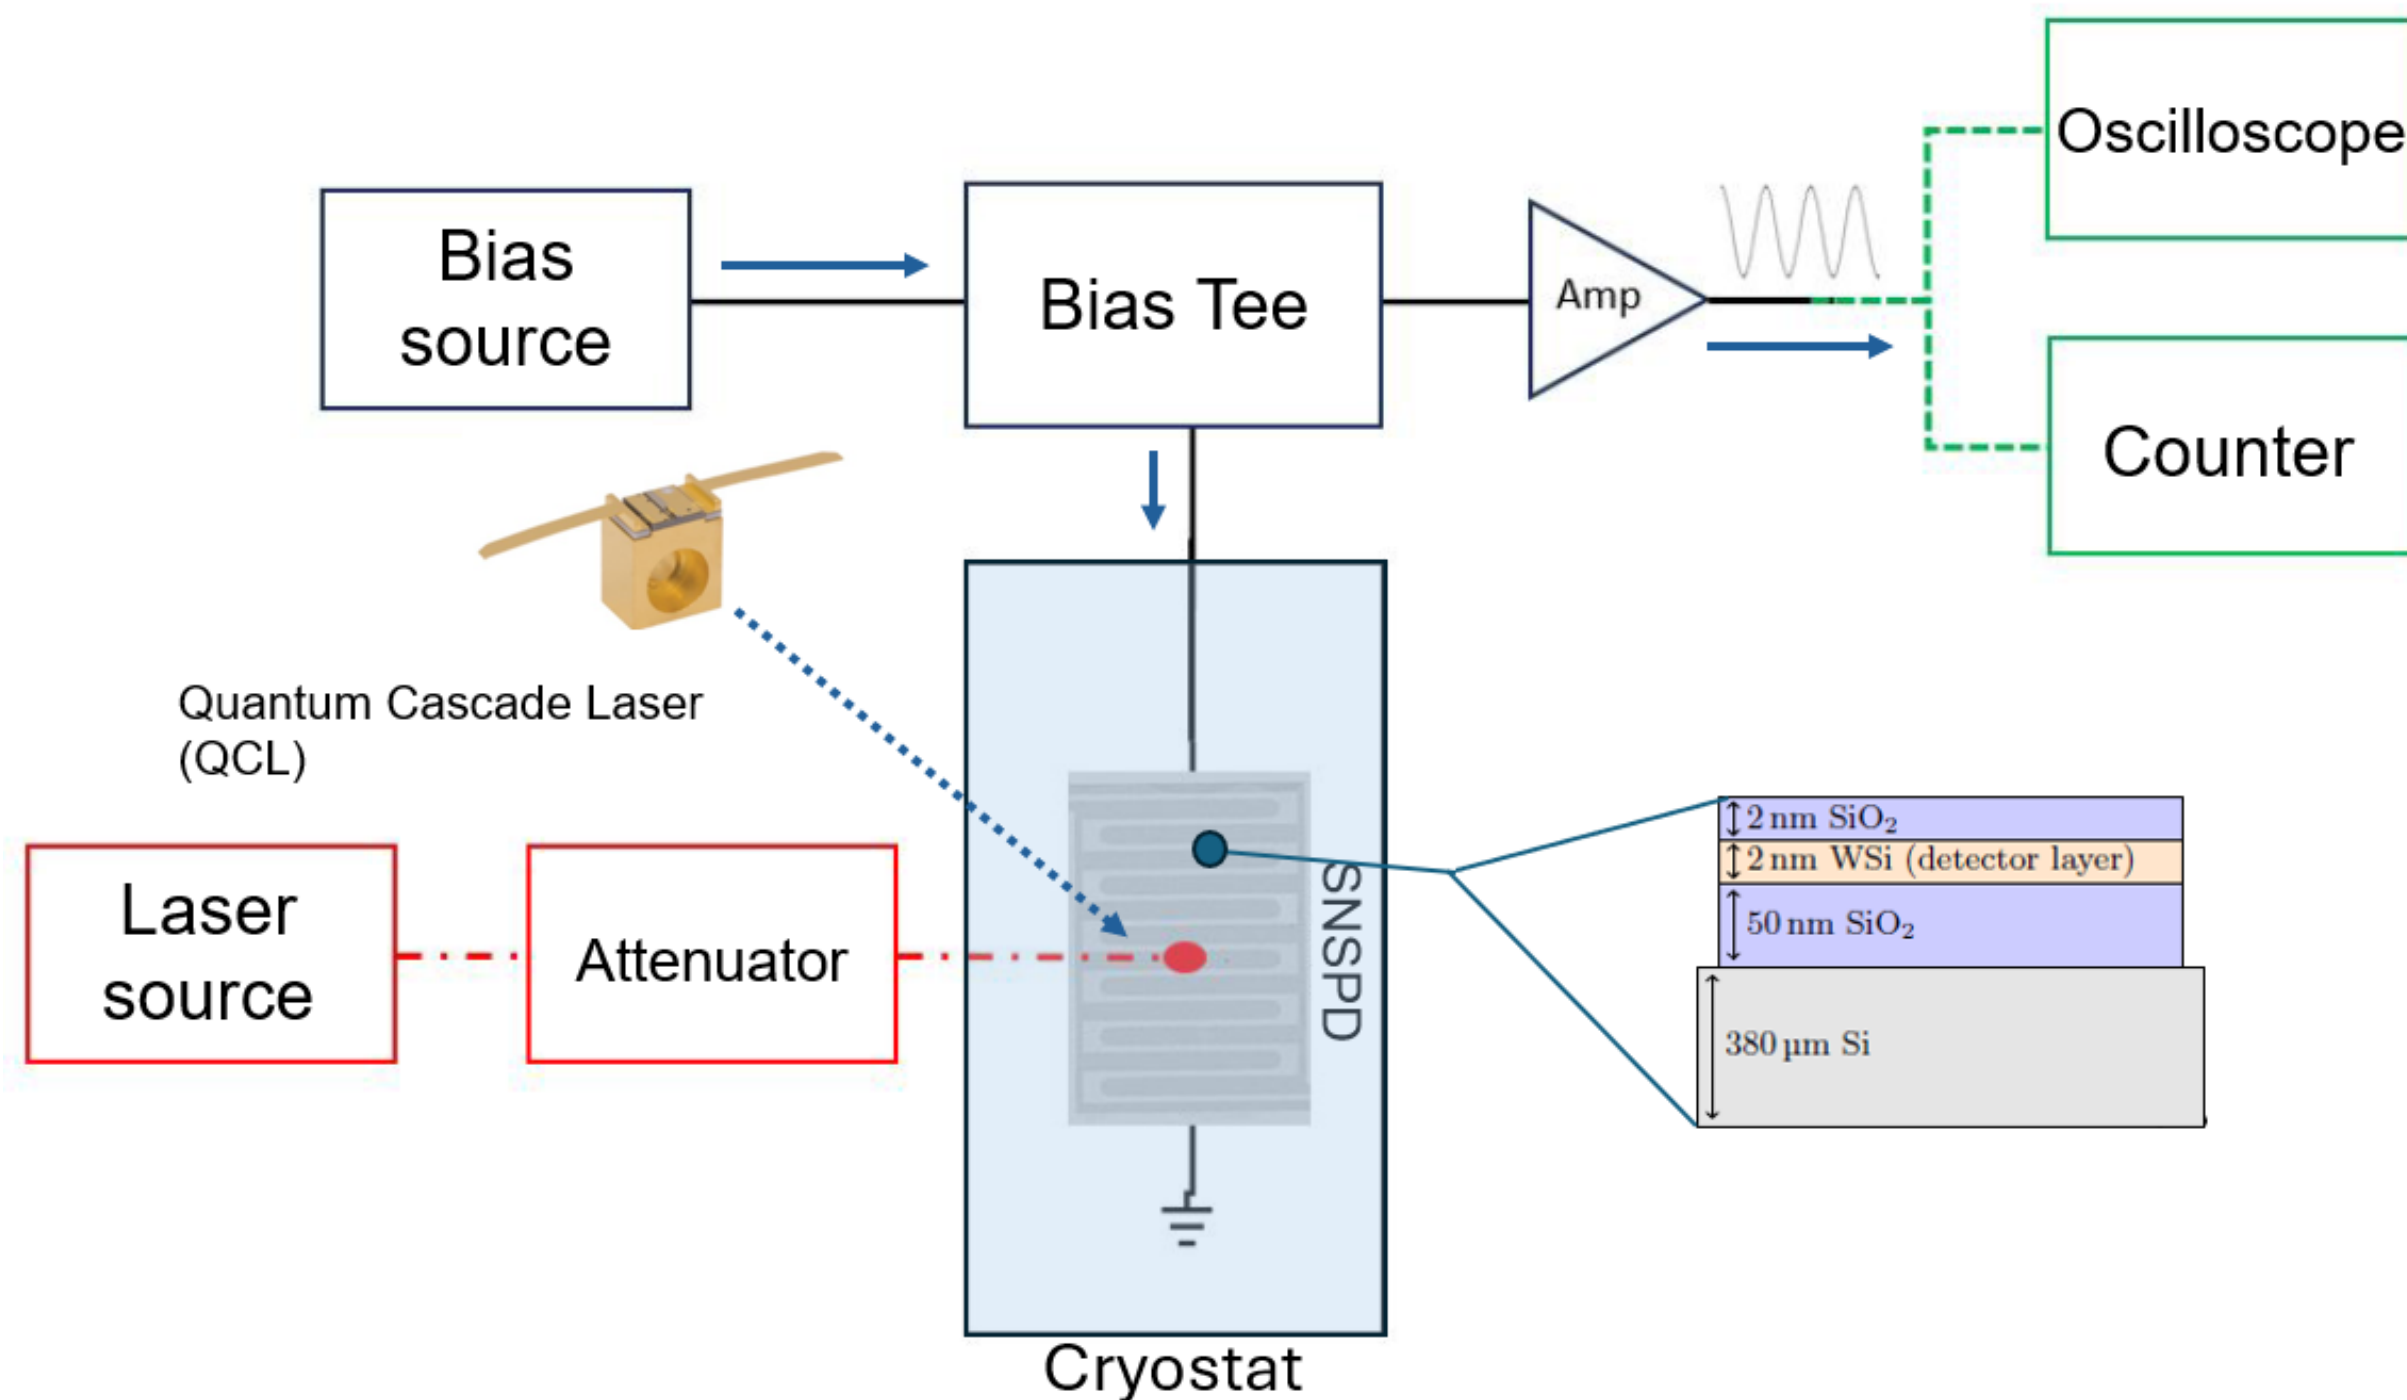 Oscilloscope
Bias
source
Bias Tee
Amp
Counter
Quantum Cascade Laser
(QCL)
Laser
source
Attenuator
SNSPD
2 nm SiO₂
2 nm WSi (detector layer)
50 nm SiO₂
380 µm Si
Cryostat